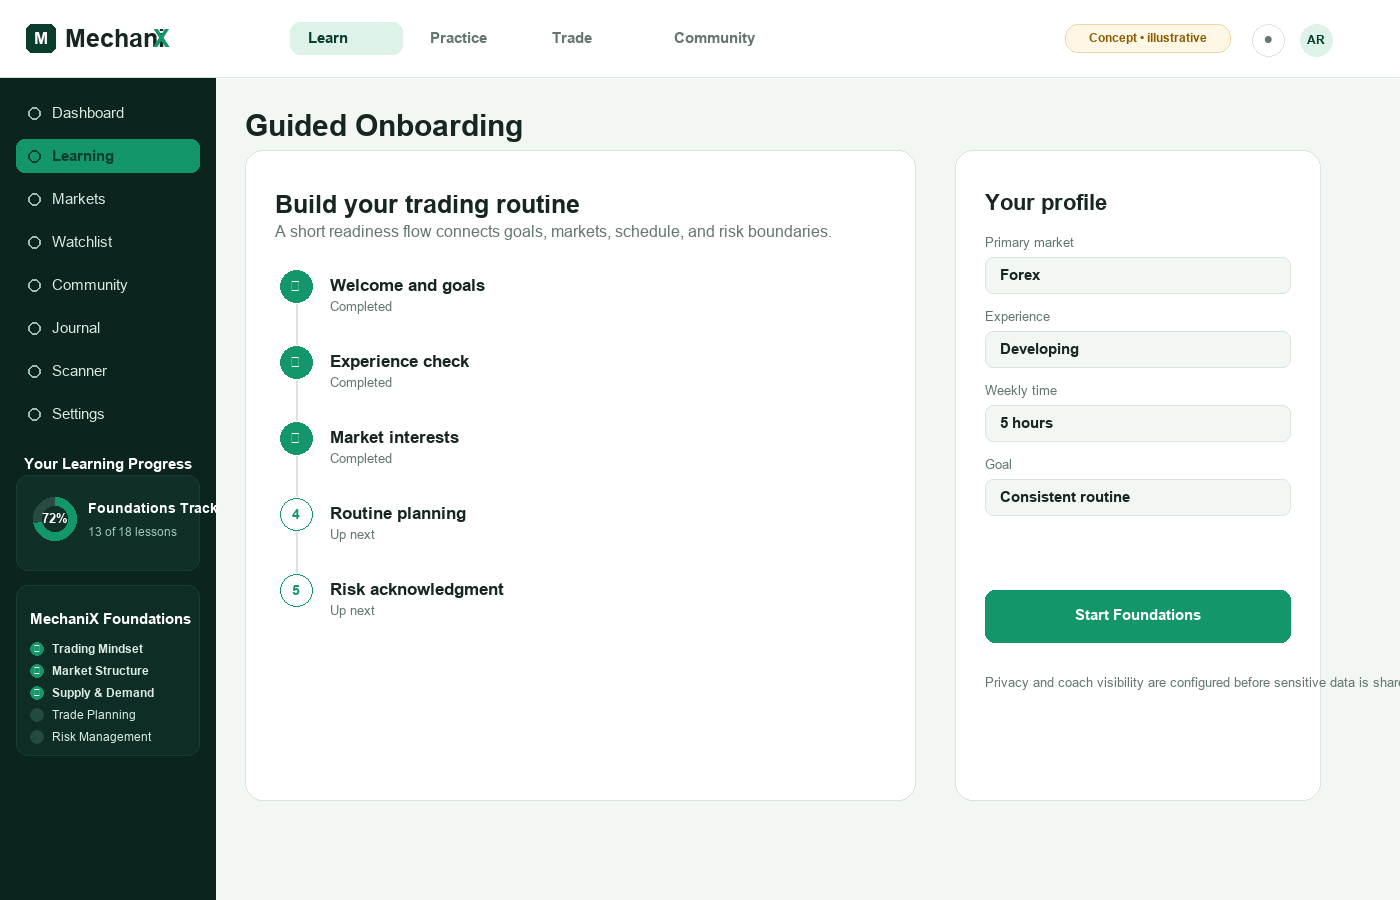 M MechaniX
Learn
Practice
Trade
Community
Concept • illustrative
AR
Dashboard
Learning
Markets
Watchlist
Community
Journal
Scanner
Settings
Your Learning Progress
72%
Foundations Track
13 of 18 lessons
MechaniX Foundations
Trading Mindset
Market Structure
Supply & Demand
Trade Planning
Risk Management
Guided Onboarding
Build your trading routine
A short readiness flow connects goals, markets, schedule, and risk boundaries.
Welcome and goals
Completed
Experience check
Completed
Market interests
Completed
4
Routine planning
Up next
5
Risk acknowledgment
Up next
Your profile
Primary market
Forex
Experience
Developing
Weekly time
5 hours
Goal
Consistent routine
Start Foundations
Privacy and coach visibility are configured before sensitive data is